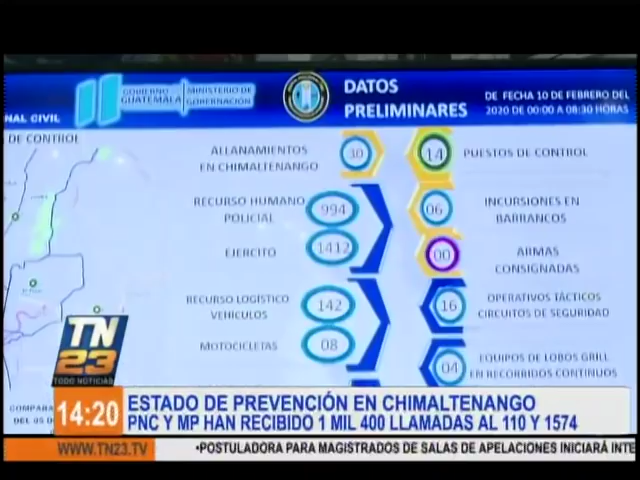 GOBIERNO
GUATEMALA
MINISTERIO DE
GOBERNACIÓN
DATOS
PRELIMINARES
DE FECHA 10 DE FEBRERO DEL
2020 DE 00:00 A 08:30 HORAS
NAL CIVIL
DE CONTROL
ALLANAMIENTOS
EN CHIMALTENANGO
30
14
PUESTOS DE CONTROL
RECURSO HUMANO
POLICIAL
994
06
INCURSIONES EN
BARRANCOS
EJERCITO
1412
00
ARMAS
CONSIGNADAS
RECURSO LOGÍSTICO
VEHICULOS
142
16
OPERATIVOS TÁCTICOS
CIRCUITOS DE SEGURIDAD
MOTOCICLETAS
08
04
EQUIPOS DE LOBOS GRILL
EN RECORRIDOS CONTINUOS
COMPARA
DEL 05 D
TN
23
TODO NOTICIAS
14:20
ESTADO DE PREVENCIÓN EN CHIMALTENANGO
PNC Y MP HAN RECIBIDO 1 MIL 400 LLAMADAS AL 110 Y 1574
WWW.TN23.TV
•POSTULADORA PARA MAGISTRADOS DE SALAS DE APELACIONES INICIARÁ INTE